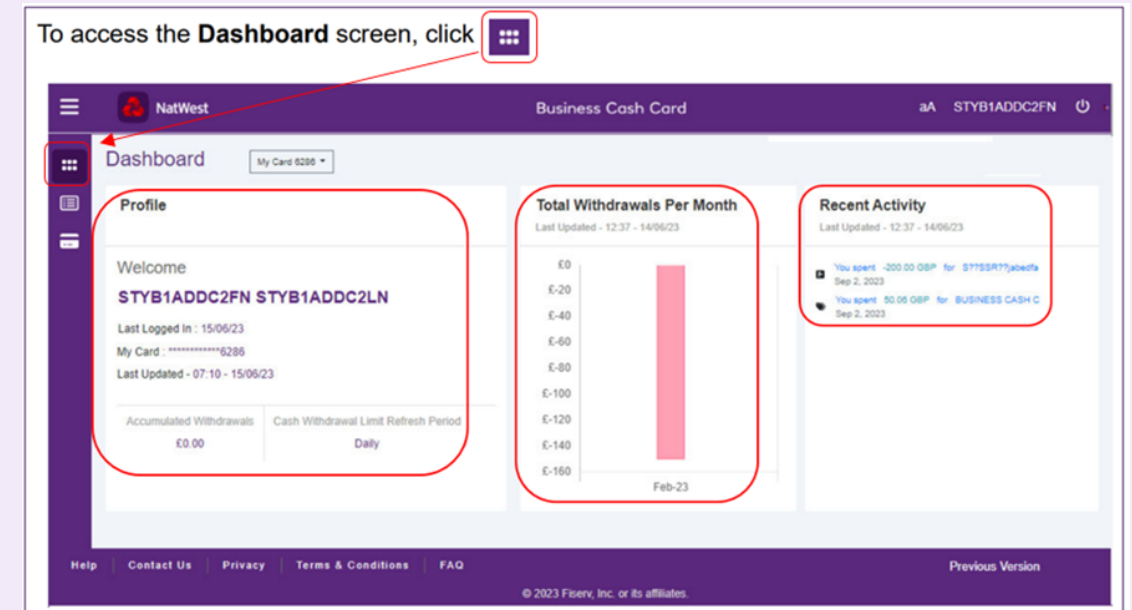 To access the Dashboard screen, click
NatWest
Business Cash Card
aA STYB1ADDC2FN
Dashboard
My Card 6286
Profile
Welcome
STYB1ADDC2FN STYB1ADDC2LN
Last Logged In : 15/06/23
My Card : ************6286
Last Updated - 07:10 - 15/06/23
Accumulated Withdrawals
£0.00
Cash Withdrawal Limit Refresh Period
Daily
Total Withdrawals Per Month
Last Updated - 12:37 - 14/06/23
£0
£-20
£-40
£-60
£-80
£-100
£-120
£-140
£-160
Feb-23
Recent Activity
Last Updated - 12:37 - 14/06/23
You spent -200.00 GBP for S??SSR??jabedfa
Sep 2, 2023
You spent 50.06 GBP for BUSINESS CASH C
Sep 2, 2023
Help Contact Us Privacy Terms & Conditions FAQ
Previous Version
© 2023 Fiserv, Inc. or its affiliates.